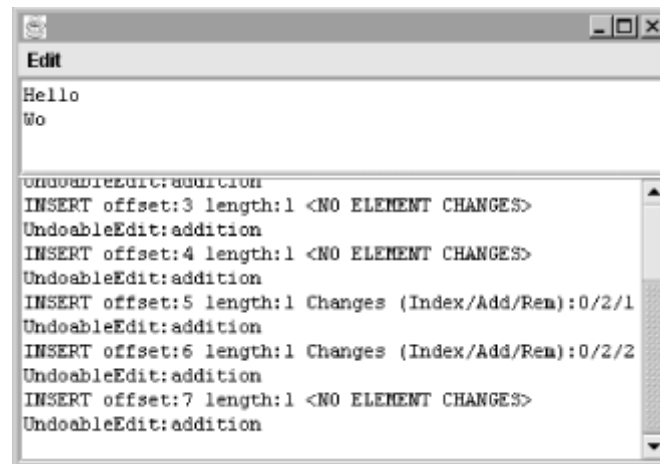 Edit
Hello
Wo
UndoableEdit:addition
INSERT offset:3 length:1 <NO ELEMENT CHANGES>
UndoableEdit:addition
INSERT offset:4 length:1 <NO ELEMENT CHANGES>
UndoableEdit:addition
INSERT offset:5 length:1 Changes (Index/Add/Rem):0/2/1
UndoableEdit:addition
INSERT offset:6 length:1 Changes (Index/Add/Rem):0/2/2
UndoableEdit:addition
INSERT offset:7 length:1 <NO ELEMENT CHANGES>
UndoableEdit:addition